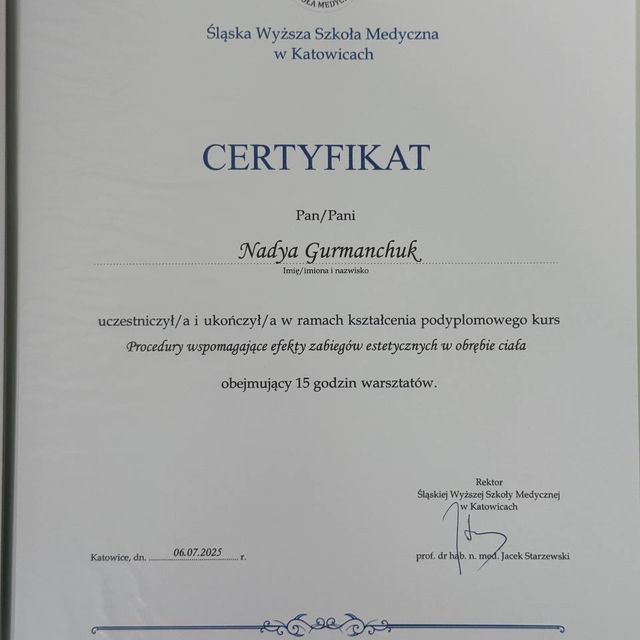 OŁA MEDYC
Śląska Wyższa Szkoła Medyczna
w Katowicach
CERTYFIKAT
Pan/Pani
Nadya Gurmanchuk
Imię/imiona i nazwisko
uczestniczył/a i ukończył/a w ramach kształcenia podyplomowego kurs
Procedury wspomagające efekty zabiegów estetycznych w obrębie ciała
obejmujący 15 godzin warsztatów.
Rektor
Śląskiej Wyższej Szkoły Medycznej
w Katowicach
Katowice, dn. 06.07.2025 r.
prof. dr hab. n. med. Jacek Starzewski